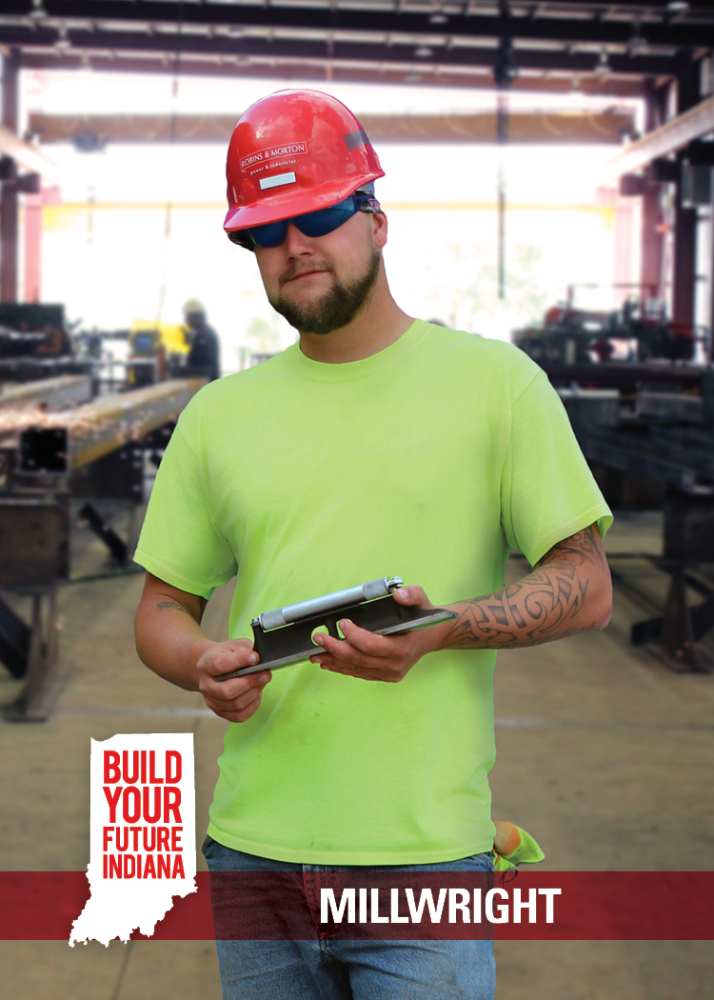 ROBINS & MORTON
power & industrial
BUILD
YOUR
FUTURE
INDIANA
MILLWRIGHT